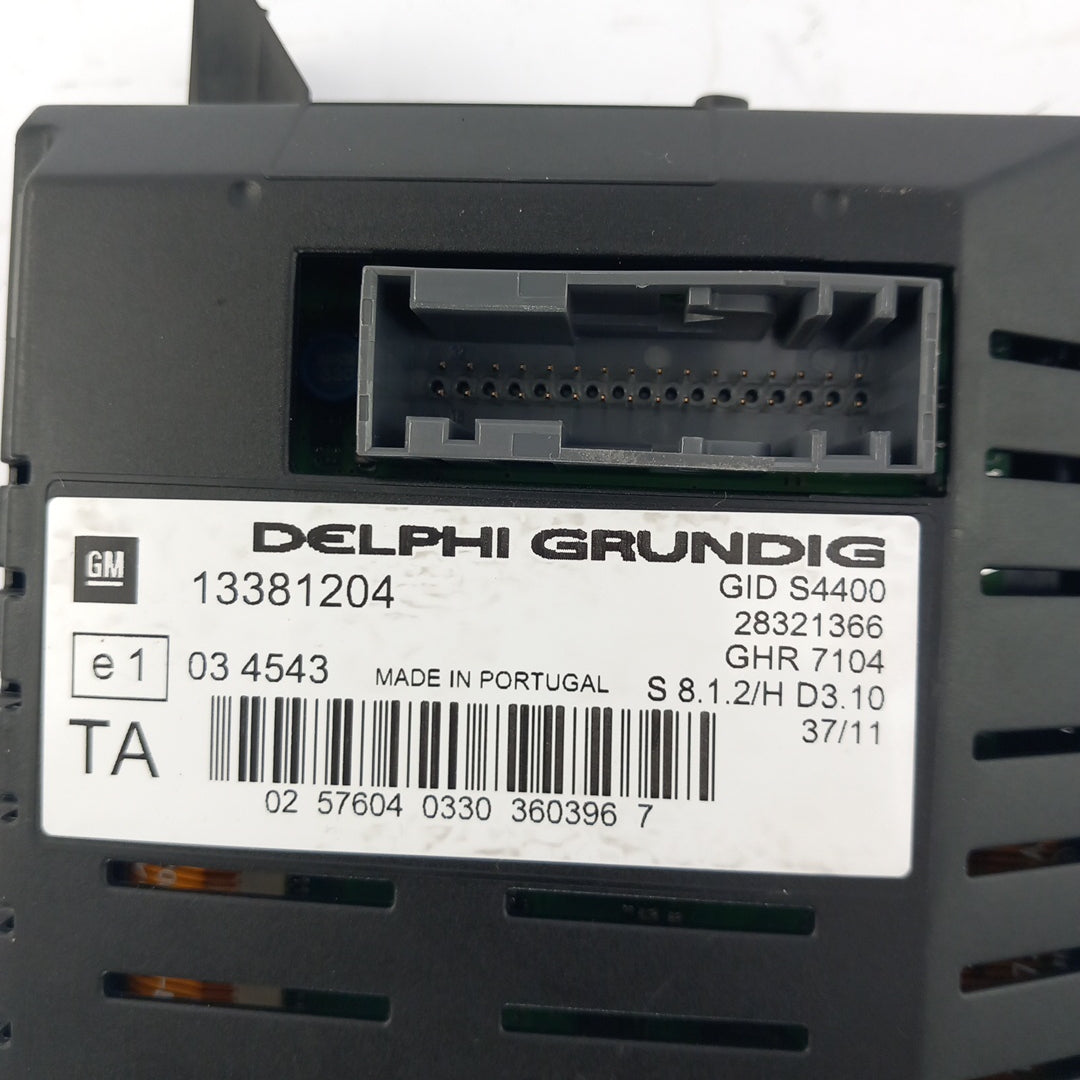 DELPHI GRUNDIG
GM
13381204
GID S4400
28321366
GHR 7104
e1
03 4543
MADE IN PORTUGAL
S 8.1.2/H D3.10
37/11
TA
02 57604 0330 360396 7